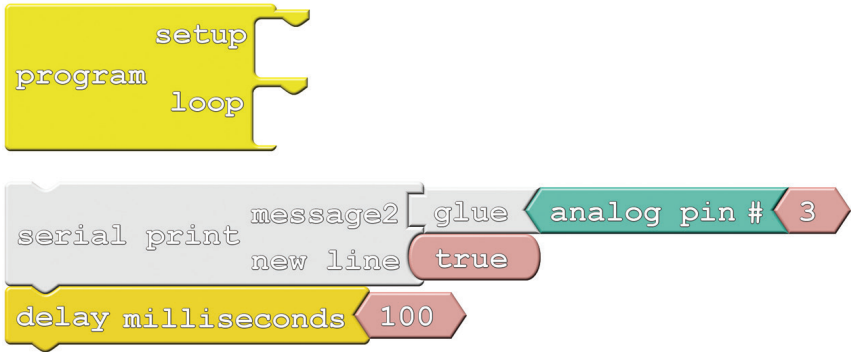 setup
program
loop
message2 glue analog pin # 3
serial print
new line true
delay milliseconds 100